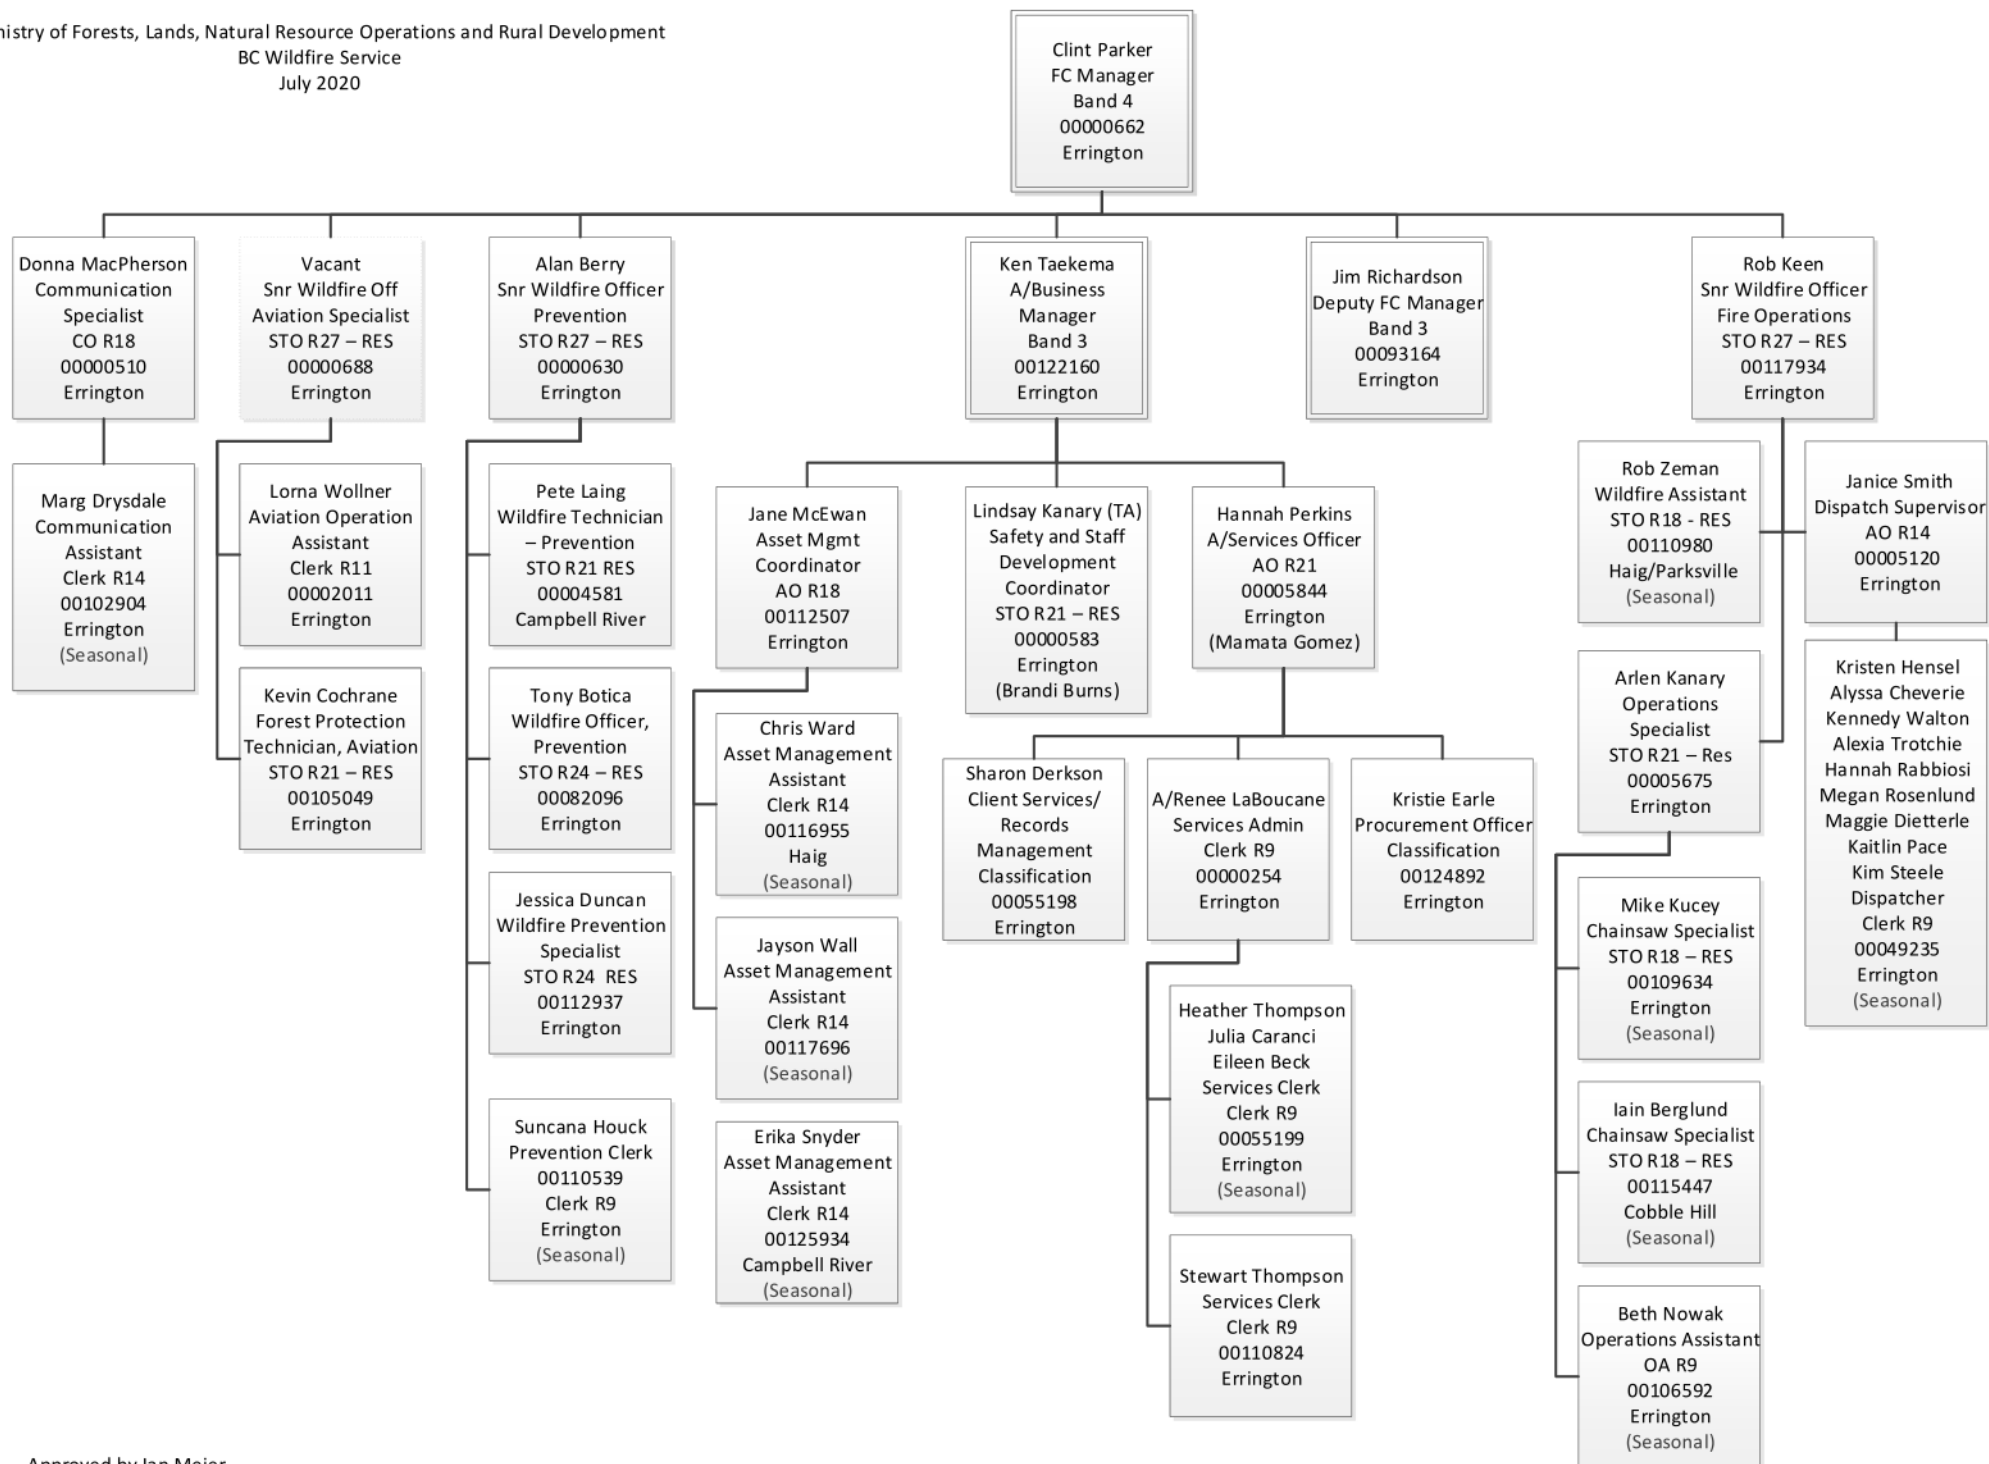 of Forests, Lands, Natural Resource Operations and Rural Development
BC Wildfire Service
July 2020
Clint Parker
FC Manager
Band 4
00000662
Errington
Donna MacPherson
Communication
Specialist
CO R18
00000510
Errington
Vacant
Snr Wildfire Off
Aviation Specialist
STO R27 – RES
00000688
Errington
Alan Berry
Snr Wildfire Officer
Prevention
STO R27 – RES
00000630
Errington
Ken Taekema
A/Business
Manager
Band 3
00122160
Errington
Jim Richardson
Deputy FC Manager
Band 3
00093164
Errington
Rob Keen
Snr Wildfire Officer
Fire Operations
STO R27 – RES
00117934
Errington
Marg Drysdale
Communication
Assistant
Clerk R14
00102904
Errington
(Seasonal)
Lorna Wollner
Aviation Operation
Assistant
Clerk R11
00002011
Errington
Kevin Cochrane
Forest Protection
Technician, Aviation
STO R21 – RES
00105049
Errington
Pete Laing
Wildfire Technician
– Prevention
STO R21 RES
00004581
Campbell River
Tony Botica
Wildfire Officer,
Prevention
STO R24 – RES
00082096
Errington
Jessica Duncan
Wildfire Prevention
Specialist
STO R24 RES
00112937
Errington
Suncana Houck
Prevention Clerk
00110539
Clerk R9
Errington
(Seasonal)
Jane McEwan
Asset Mgmt
Coordinator
AO R18
00112507
Errington
Chris Ward
Asset Management
Assistant
Clerk R14
00116955
Haig
(Seasonal)
Jayson Wall
Asset Management
Assistant
Clerk R14
00117696
(Seasonal)
Erika Snyder
Asset Management
Assistant
Clerk R14
00125934
Campbell River
(Seasonal)
Lindsay Kanary (TA)
Safety and Staff
Development
Coordinator
STO R21 – RES
00000583
Errington
(Brandi Burns)
Hannah Perkins
A/Services Officer
AO R21
00005844
Errington
(Mamata Gomez)
Sharon Derkson
Client Services/
Records
Management
Classification
00055198
Errington
A/Renee LaBoucane
Services Admin
Clerk R9
00000254
Errington
Kristie Earle
Procurement Officer
Classification
00124892
Errington
Heather Thompson
Julia Caranci
Eileen Beck
Services Clerk
Clerk R9
00055199
Errington
(Seasonal)
Stewart Thompson
Services Clerk
Clerk R9
00110824
Errington
Rob Zeman
Wildfire Assistant
STO R18 - RES
00110980
Haig/Parksville
(Seasonal)
Janice Smith
Dispatch Supervisor
AO R14
00005120
Errington
Arlen Kanary
Operations
Specialist
STO R21 – Res
00005675
Errington
Kristen Hensel
Alyssa Cheverie
Kennedy Walton
Alexia Trotchie
Hannah Rabbiosi
Megan Rosenlund
Maggie Dietterle
Kaitlin Pace
Kim Steele
Dispatcher
Clerk R9
00049235
Errington
(Seasonal)
Mike Kucey
Chainsaw Specialist
STO R18 – RES
00109634
Errington
(Seasonal)
Iain Berglund
Chainsaw Specialist
STO R18 – RES
00115447
Cobble Hill
(Seasonal)
Beth Nowak
Operations Assistant
OA R9
00106592
Errington
(Seasonal)
Approved by Ian Meier